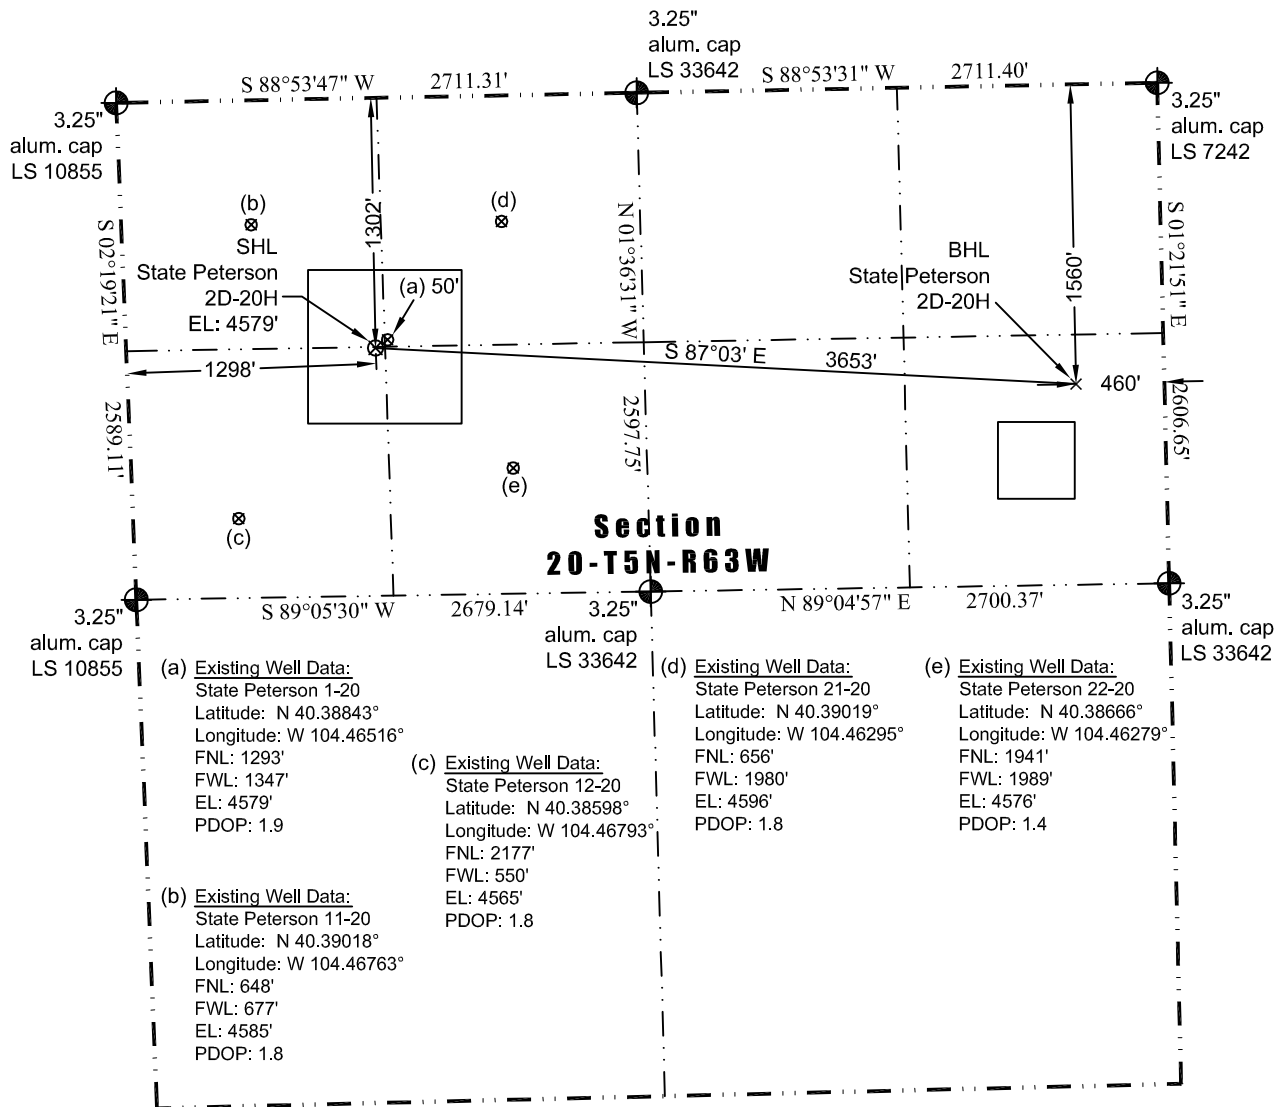 3.25"
alum. cap
LS 33642
S 88°53'47" W
2711.31'
S 88°53'31" W
2711.40'
3.25"
alum. cap
LS 10855
3.25"
alum. cap
LS 7242
(b)
(d)
SHL
State Peterson
2D-20H
EL: 4579'
1302'
(a) 50'
S 02°19'21" E
N 01°36'31" W
BHL
State Peterson
2D-20H
1560'
S 01°21'51" E
1298'
S 87°03' E
3653'
460'
2589.11'
2597.75'
2606.65'
(e)
(c)
Section
20-T5N-R63W
S 89°05'30" W
2679.14'
N 89°04'57" E
2700.37'
3.25"
alum. cap
LS 10855
3.25"
alum. cap
LS 33642
3.25"
alum. cap
LS 33642
(a) Existing Well Data:
State Peterson 1-20
Latitude: N 40.38843°
Longitude: W 104.46516°
FNL: 1293'
FWL: 1347'
EL: 4579'
PDOP: 1.9
(b) Existing Well Data:
State Peterson 11-20
Latitude: N 40.39018°
Longitude: W 104.46763°
FNL: 648'
FWL: 677'
EL: 4585'
PDOP: 1.8
(c) Existing Well Data:
State Peterson 12-20
Latitude: N 40.38598°
Longitude: W 104.46793°
FNL: 2177'
FWL: 550'
EL: 4565'
PDOP: 1.8
(d) Existing Well Data:
State Peterson 21-20
Latitude: N 40.39019°
Longitude: W 104.46295°
FNL: 656'
FWL: 1980'
EL: 4596'
PDOP: 1.8
(e) Existing Well Data:
State Peterson 22-20
Latitude: N 40.38666°
Longitude: W 104.46279°
FNL: 1941'
FWL: 1989'
EL: 4576'
PDOP: 1.4